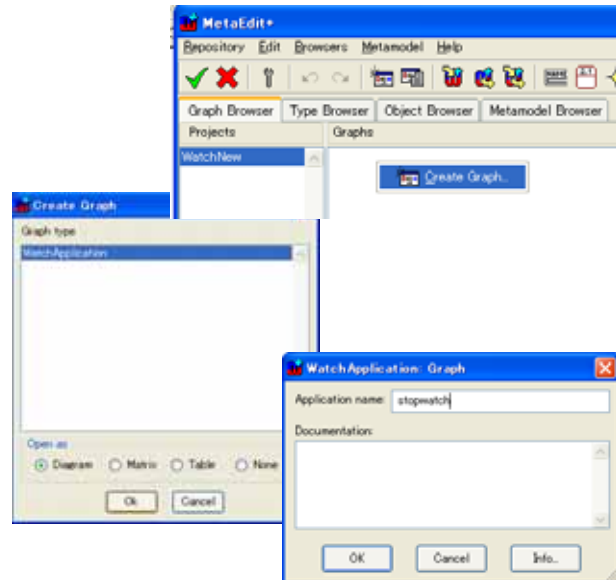 MetaEdit+
Repository Edit Browsers Metamodel Help
Graph Browser Type Browser Object Browser Metamodel Browser
Projects Graphs
WatchNew
Create Graph..
Create Graph
Graph type
WatchApplication
Open as
Diagram Matrix Table None
Ok Cancel
WatchApplication: Graph
Application name: stopwatch
Documentation:
OK Cancel Info..